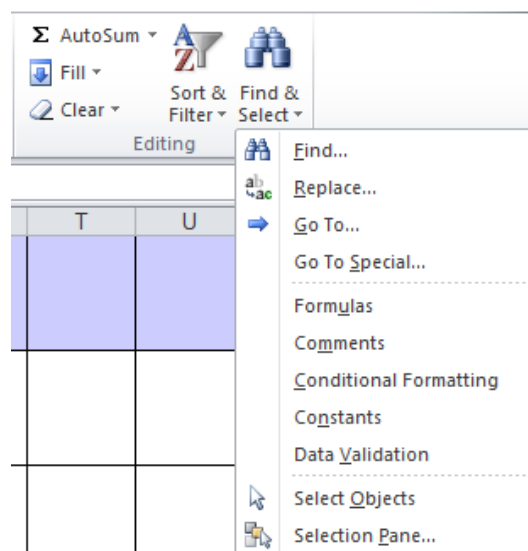 Σ AutoSum
Fill
Clear
Sort &
Filter
Find &
Select
Editing
T
U
Find...
Replace...
Go To...
Go To Special...
Formulas
Comments
Conditional Formatting
Constants
Data Validation
Select Objects
Selection Pane...